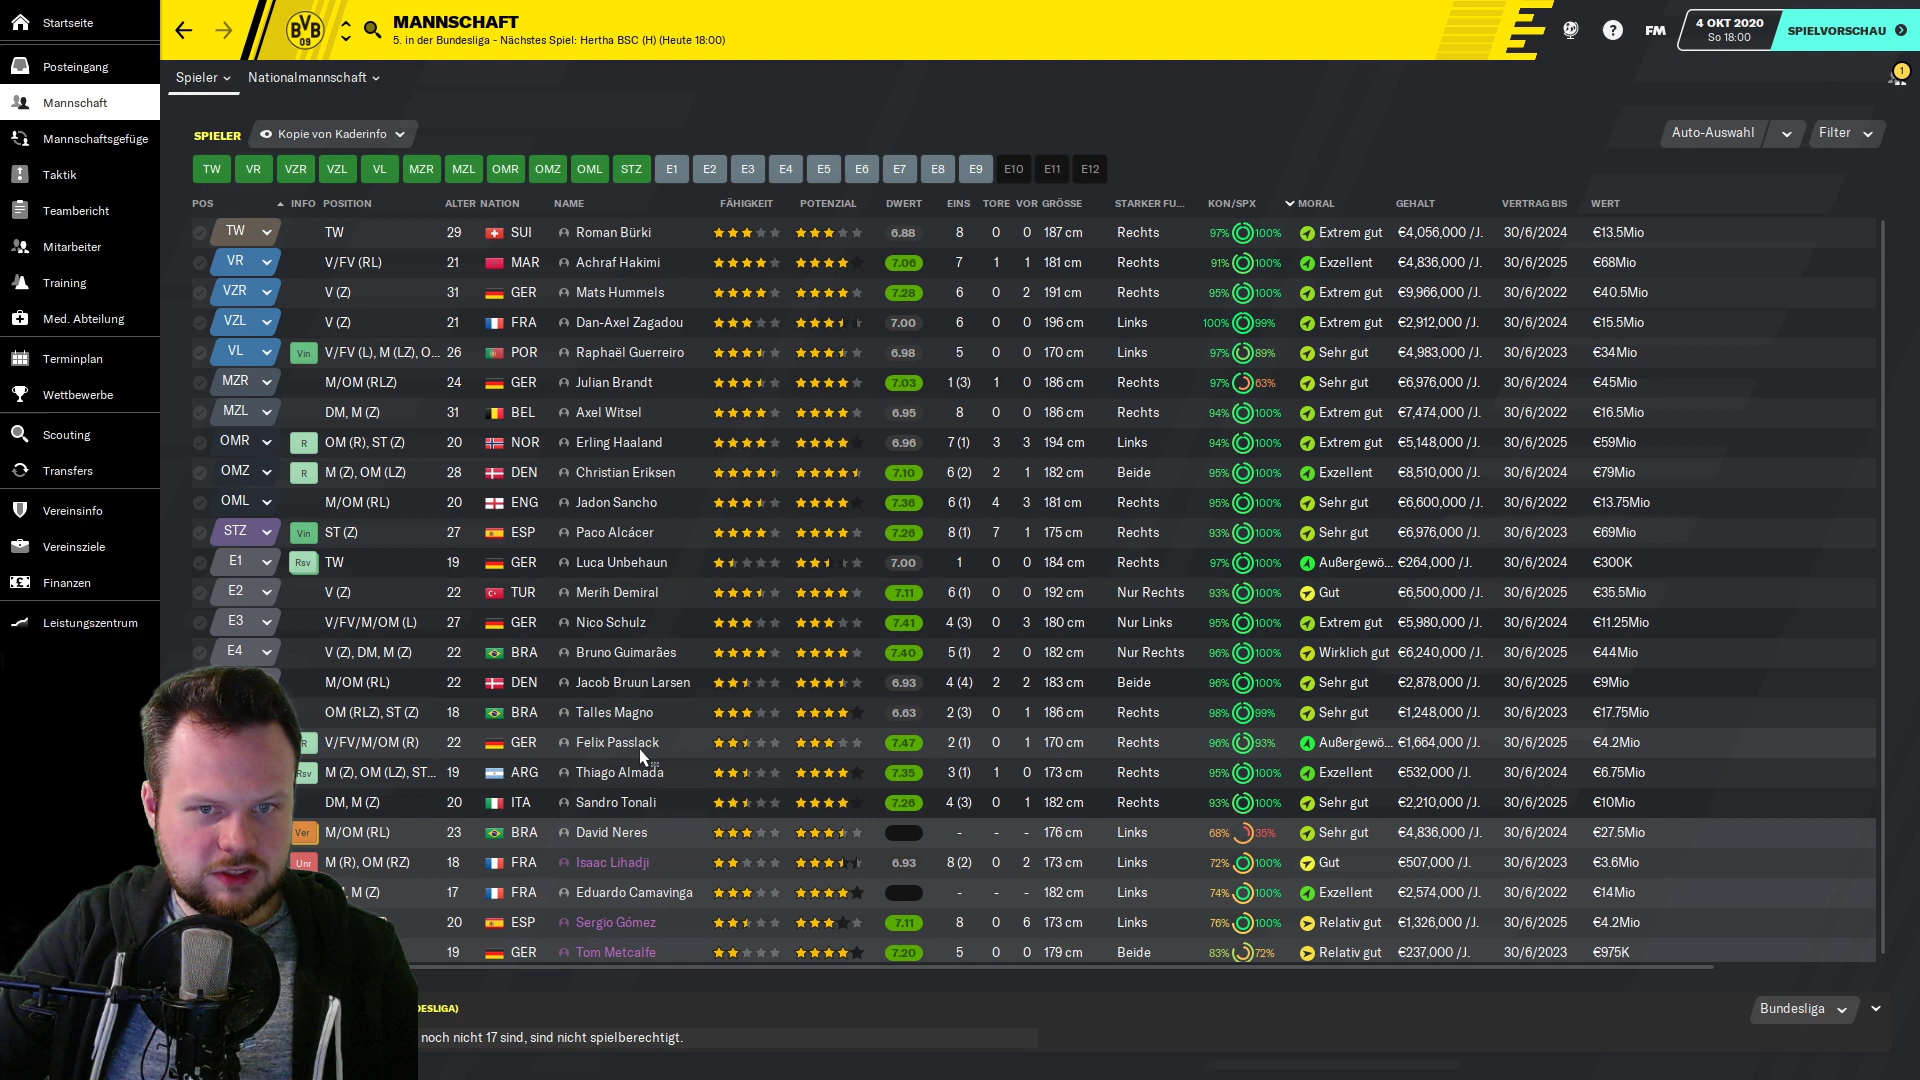 Startseite
Posteingang
Mannschaft
Mannschaftsgefüge
Taktik
Teambericht
Mitarbeiter
Training
Med. Abteilung
Terminplan
Wettbewerbe
Scouting
Transfers
Vereinsinfo
Vereinsziele
Finanzen
Leistungszentrum
BVB 09
MANNSCHAFT
5. in der Bundesliga - Nächstes Spiel: Hertha BSC (H) (Heute 18:00)
? FM
4 OKT 2020
So 18:00
SPIELVORSCHAU
1
Spieler Nationalmannschaft
SPIELER Kopie von Kaderinfo Auto-Auswahl Filter
TW VR VZR VZL VL MZR MZL OMR OMZ OML STZ E1 E2 E3 E4 E5 E6 E7 E8 E9 E10 E11 E12
POS INFO POSITION ALTER NATION NAME FÄHIGKEIT POTENZIAL DWERT EINS TORE VOR GRÖSSE STARKER FU... KON/SPX MORAL GEHALT VERTRAG BIS WERT
TW TW 29 SUI Roman Bürki 6.88 8 0 0 187 cm Rechts 97% 100% Extrem gut €4,056,000 /J. 30/6/2024 €13.5Mio
VR V/FV (RL) 21 MAR Achraf Hakimi 7.06 7 1 1 181 cm Rechts 91% 100% Exzellent €4,836,000 /J. 30/6/2025 €68Mio
VZR V (Z) 31 GER Mats Hummels 7.28 6 0 2 191 cm Rechts 95% 100% Extrem gut €9,966,000 /J. 30/6/2022 €40.5Mio
VZL V (Z) 21 FRA Dan-Axel Zagadou 7.00 6 0 0 196 cm Links 100% 99% Extrem gut €2,912,000 /J. 30/6/2024 €15.5Mio
VL Vin V/FV (L), M (LZ), O... 26 POR Raphaël Guerreiro 6.98 5 0 0 170 cm Links 97% 89% Sehr gut €4,983,000 /J. 30/6/2023 €34Mio
MZR M/OM (RLZ) 24 GER Julian Brandt 7.03 1 (3) 1 0 186 cm Rechts 97% 63% Sehr gut €6,976,000 /J. 30/6/2024 €45Mio
MZL DM, M (Z) 31 BEL Axel Witsel 6.95 8 0 0 186 cm Rechts 94% 100% Extrem gut €7,474,000 /J. 30/6/2022 €16.5Mio
OMR R OM (R), ST (Z) 20 NOR Erling Haaland 6.96 7 (1) 3 3 194 cm Links 94% 100% Extrem gut €5,148,000 /J. 30/6/2025 €59Mio
OMZ R M (Z), OM (LZ) 28 DEN Christian Eriksen 7.10 6 (2) 2 1 182 cm Beide 95% 100% Exzellent €8,510,000 /J. 30/6/2024 €79Mio
OML M/OM (RL) 20 ENG Jadon Sancho 7.36 6 (1) 4 3 181 cm Rechts 95% 100% Sehr gut €6,600,000 /J. 30/6/2022 €13.75Mio
STZ Vin ST (Z) 27 ESP Paco Alcácer 7.26 8 (1) 7 1 175 cm Rechts 93% 100% Sehr gut €6,976,000 /J. 30/6/2023 €69Mio
E1 Rsv TW 19 GER Luca Unbehaun 7.00 1 0 0 184 cm Rechts 97% 100% Außergewö... €264,000 /J. 30/6/2024 €300K
E2 V (Z) 22 TUR Merih Demiral 7.11 6 (1) 0 0 192 cm Nur Rechts 93% 100% Gut €6,500,000 /J. 30/6/2025 €35.5Mio
E3 V/FV/M/OM (L) 27 GER Nico Schulz 7.41 4 (3) 0 3 180 cm Nur Links 95% 100% Extrem gut €5,980,000 /J. 30/6/2024 €11.25Mio
E4 V (Z), DM, M (Z) 22 BRA Bruno Guimarães 7.40 5 (1) 2 0 182 cm Nur Rechts 96% 100% Wirklich gut €6,240,000 /J. 30/6/2025 €44Mio
M/OM (RL) 22 DEN Jacob Bruun Larsen 6.93 4 (4) 2 2 183 cm Beide 96% 100% Sehr gut €2,878,000 /J. 30/6/2025 €9Mio
OM (RLZ), ST (Z) 18 BRA Talles Magno 6.63 2 (3) 0 1 186 cm Rechts 98% 99% Sehr gut €1,248,000 /J. 30/6/2023 €17.75Mio
R V/FV/M/OM (R) 22 GER Felix Passlack 7.47 2 (1) 0 1 170 cm Rechts 96% 93% Außergewö... €1,664,000 /J. 30/6/2022 €4.2Mio
Rsv M (Z), OM (LZ), ST... 19 ARG Thiago Almada 7.35 3 (1) 1 0 173 cm Rechts 95% 100% Exzellent €532,000 /J. 30/6/2024 €6.75Mio
DM, M (Z) 20 ITA Sandro Tonali 7.26 4 (3) 0 1 182 cm Rechts 93% 100% Sehr gut €2,210,000 /J. 30/6/2025 €10Mio
Ver M/OM (RL) 23 BRA David Neres - - - 176 cm Links 68% 35% Sehr gut €4,836,000 /J. 30/6/2024 €27.5Mio
Unr M (R), OM (RZ) 18 FRA Isaac Lihadji 6.93 8 (2) 0 2 173 cm Links 72% 100% Gut €507,000 /J. 30/6/2023 €3.6Mio
M (Z) 17 FRA Eduardo Camavinga - - - 182 cm Links 74% 100% Exzellent €2,574,000 /J. 30/6/2022 €14Mio
20 ESP Sergio Gómez 7.11 8 0 6 173 cm Links 76% 100% Relativ gut €1,326,000 /J. 30/6/2025 €4.2Mio
19 GER Tom Metcalfe 7.20 5 0 0 179 cm Beide 83% 72% Relativ gut €237,000 /J. 30/6/2023 €975K
DESLIGA) Bundesliga
noch nicht 17 sind, sind nicht spielberechtigt.